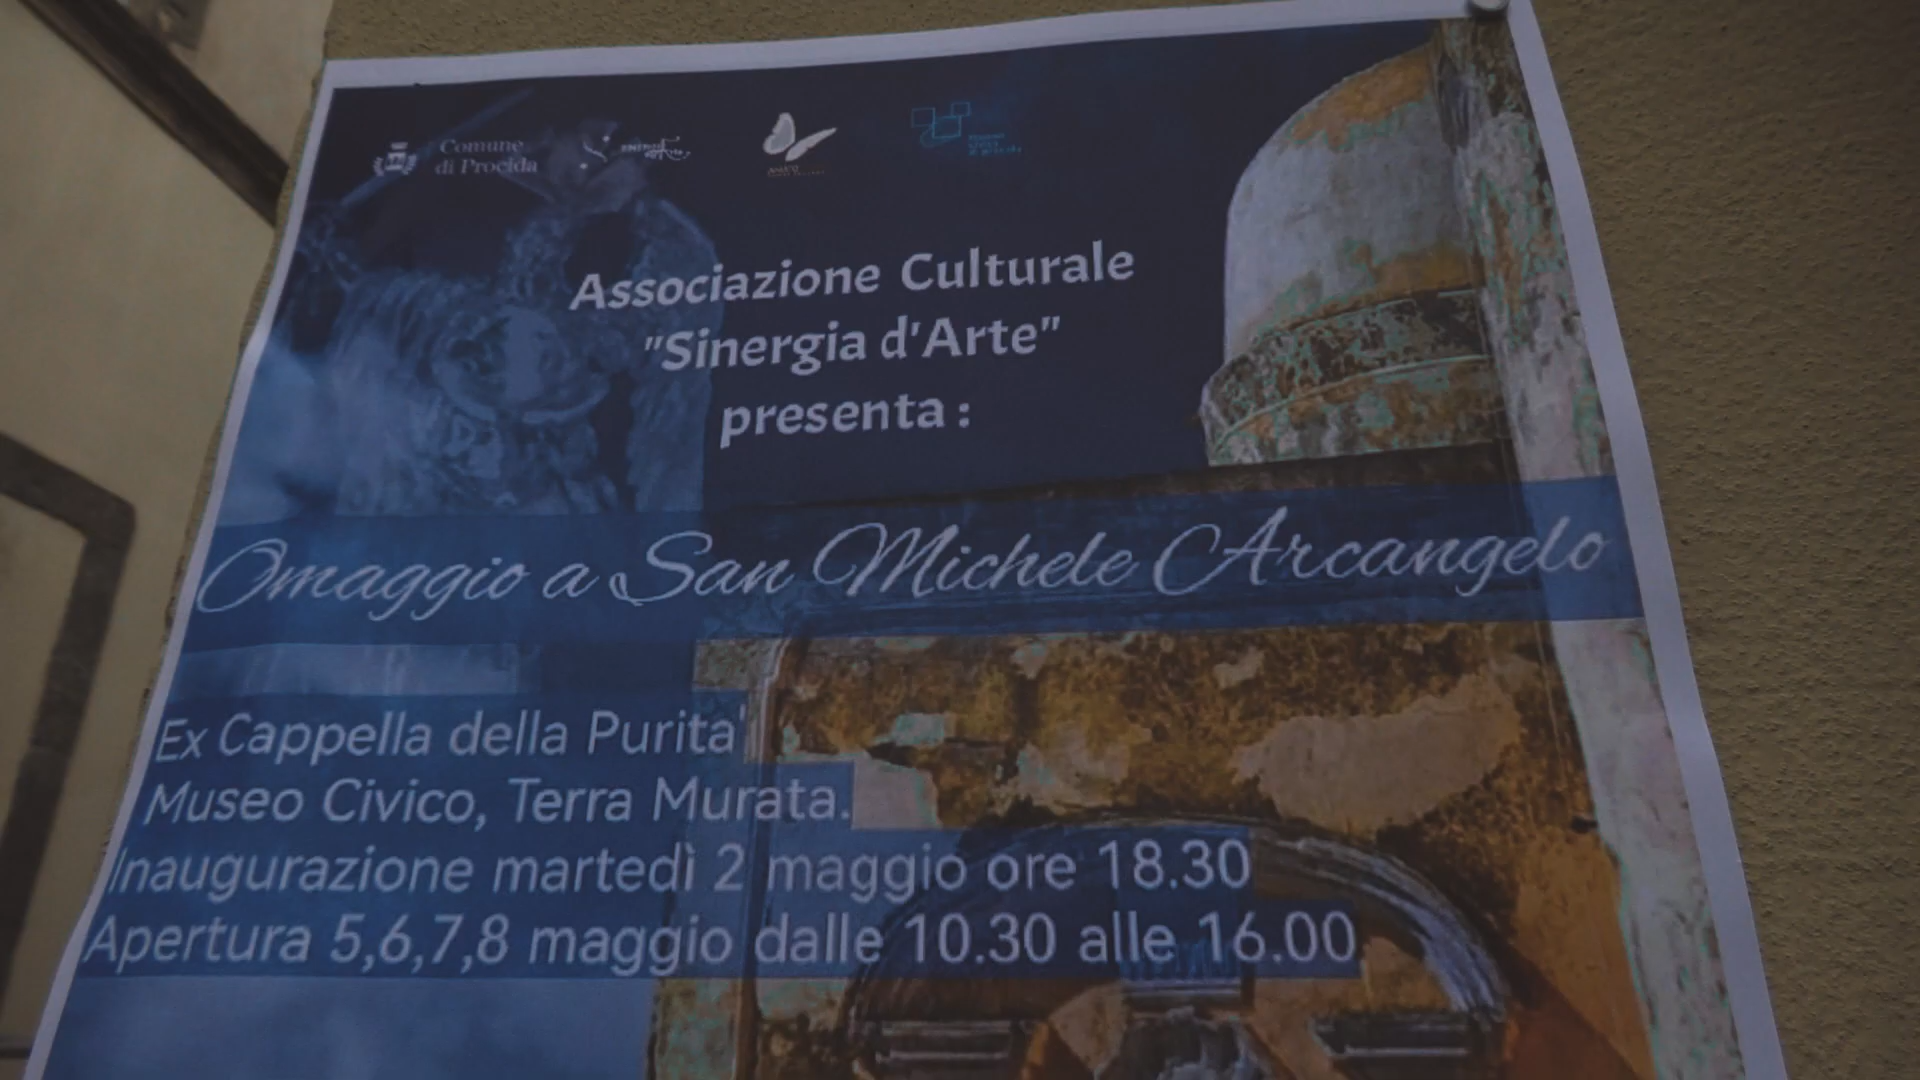 Comune
di Procida
Associazione Culturale
"Sinergia d'Arte"
presenta :
Omaggio a San Michele Arcangelo
Ex Cappella della Purita'
Museo Civico, Terra Murata.
Inaugurazione martedì 2 maggio ore 18.30
Apertura 5,6,7,8 maggio dalle 10.30 alle 16.00